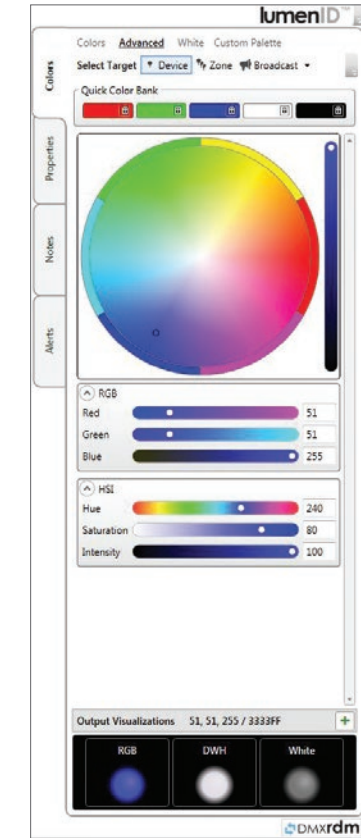 lumenID™
Colors Advanced White Custom Palette
Select Target Device Zone Broadcast
Quick Color Bank
Colors
Properties
Notes
Alerts
RGB
Red 51
Green 51
Blue 255
HSI
Hue 240
Saturation 80
Intensity 100
Output Visualizations 51, 51, 255 / 3333FF +
RGB DWH White
DMXrdm